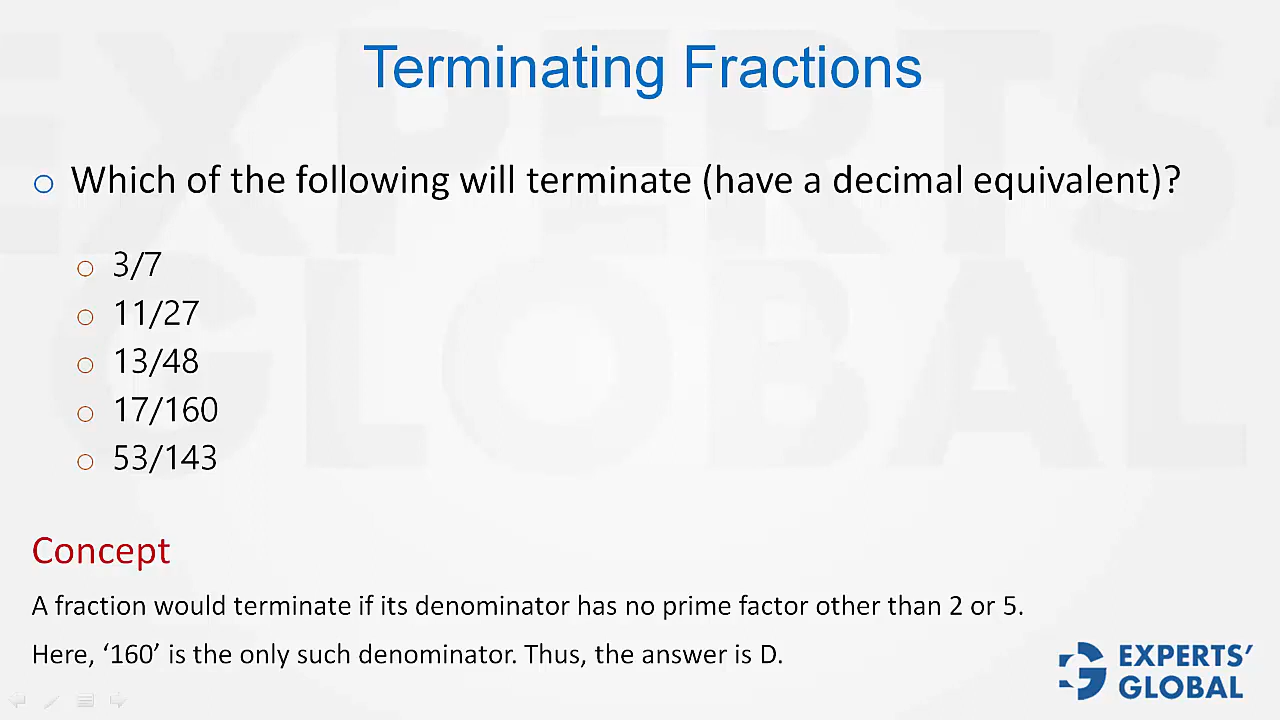 Terminating Fractions
Which of the following will terminate (have a decimal equivalent)?
3/7
11/27
13/48
17/160
53/143
Concept
A fraction would terminate if its denominator has no prime factor other than 2 or 5.
Here, ‘160’ is the only such denominator. Thus, the answer is D.
EXPERTS’
GLOBAL
EXPERTS'
GLOBAL